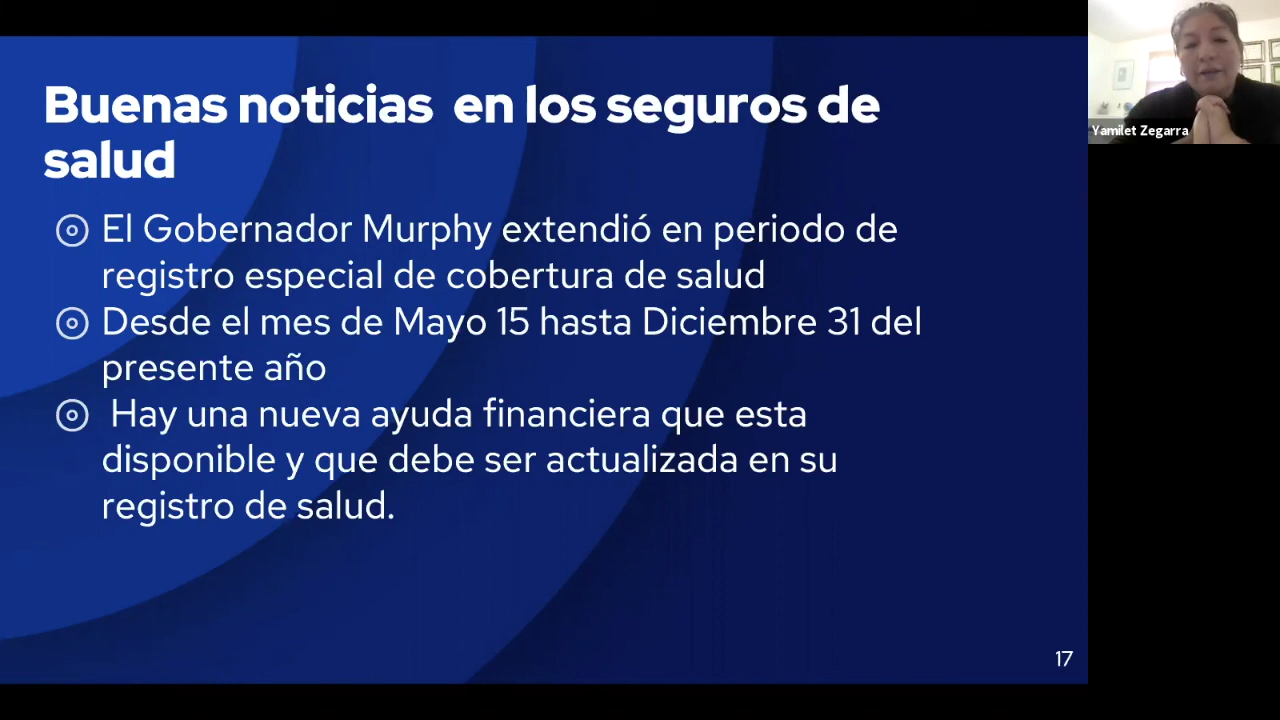 Buenas noticias  en los seguros de
salud
El Gobernador Murphy extendió en periodo de
registro especial de cobertura de salud
Desde el mes de Mayo 15 hasta Diciembre 31 del
presente año
Hay una nueva ayuda financiera que esta
disponible y que debe ser actualizada en su
registro de salud.
17
Yamilet Zegarra